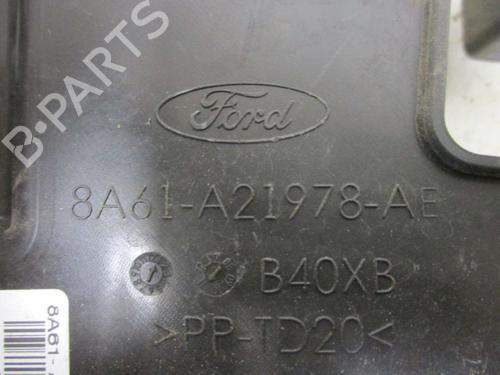 B-PARTS
Ford
8A61-A21978-AE
B40XB
>PP-TD20<
8A61-